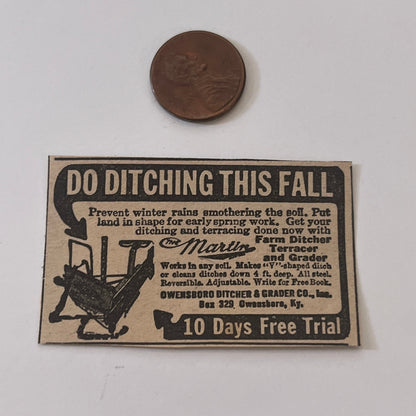 DO DITCHING THIS FALL
Prevent winter rains smothering the soil. Put
land in shape for early spring work. Get your
ditching and terracing done now with
The Martin Farm Ditcher
Terracer
and Grader
Works in any soil. Makes "V"-shaped ditch
or cleans ditches down 4 ft. deep. All steel.
Reversible. Adjustable. Write for Free Book.
OWENSBORO DITCHER & GRADER CO., Inc.
Box 329 Owensboro, Ky.
10 Days Free Trial